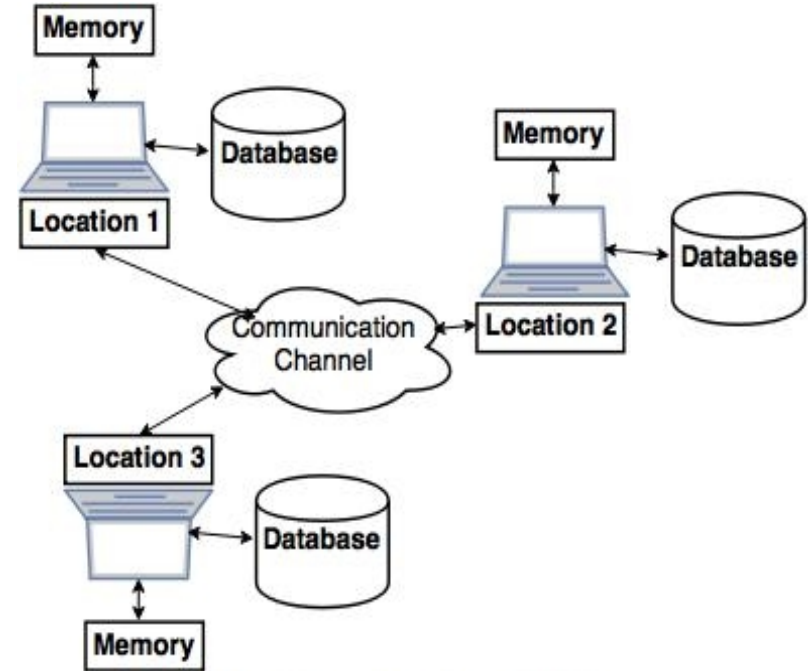 Memory
Database
Location 1
Memory
Database
Location 2
Communication
Channel
Location 3
Database
Memory